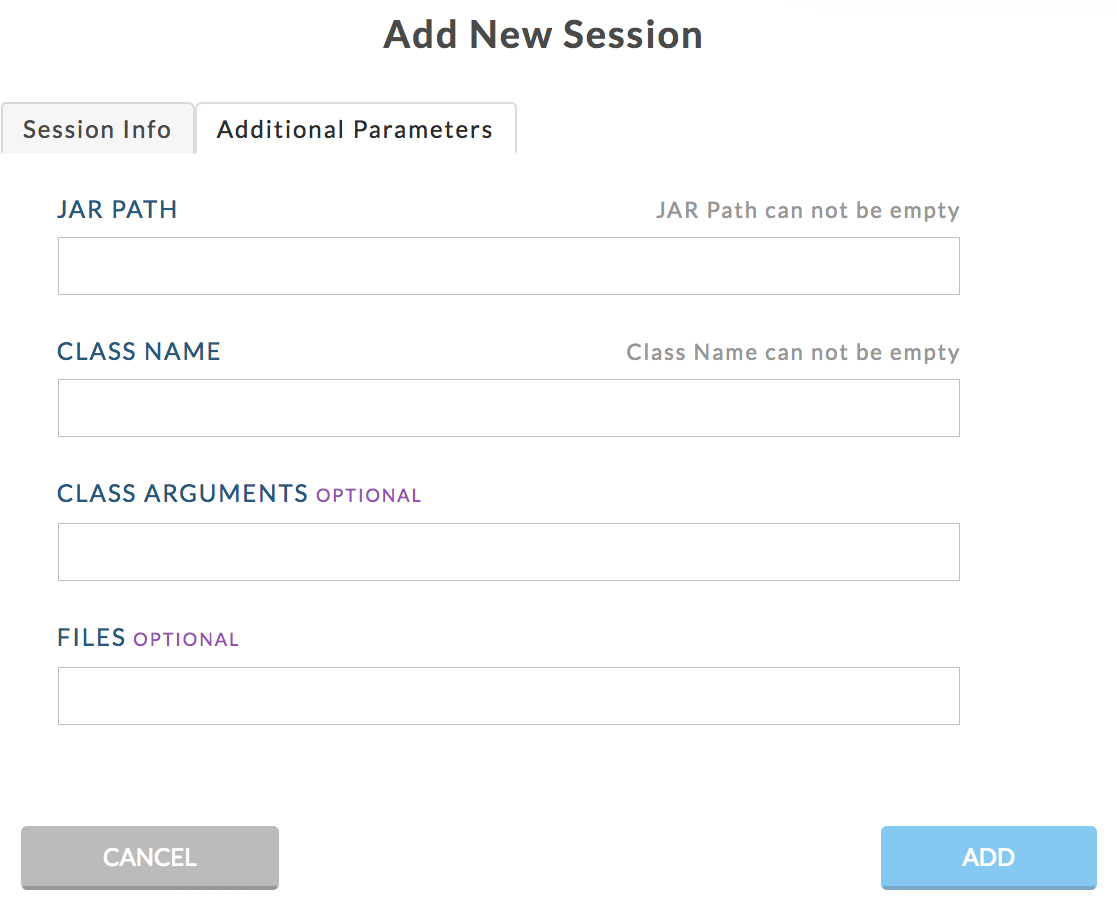 Add New Session
Session Info Additional Parameters
JAR PATH JAR Path can not be empty
CLASS NAME Class Name can not be empty
CLASS ARGUMENTS OPTIONAL
FILES OPTIONAL
CANCEL ADD